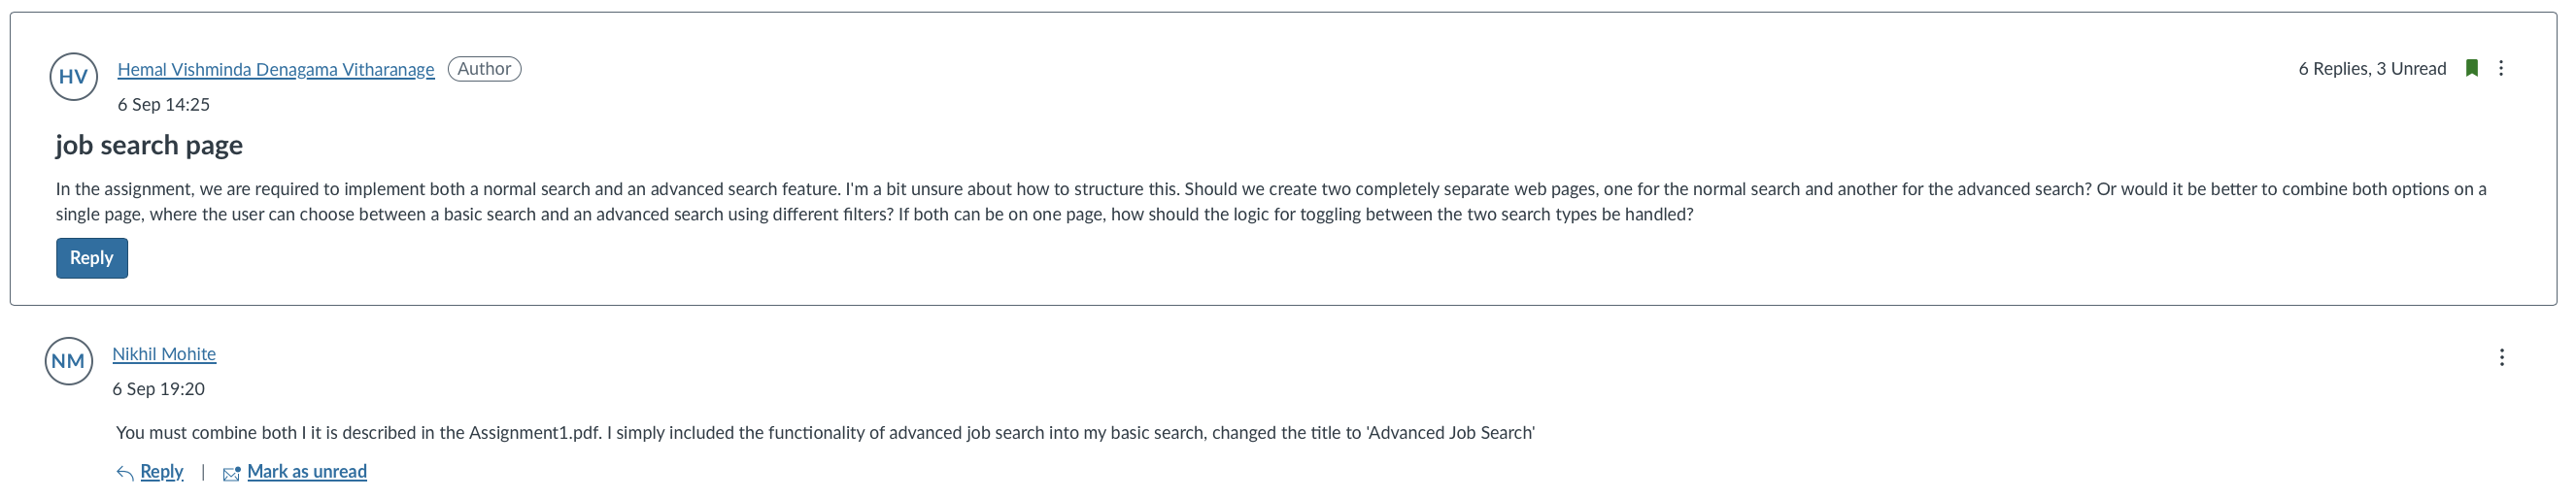 HV
Hemal Vishminda Denagama Vitharanage Author
6 Replies, 3 Unread
6 Sep 14:25
job search page
In the assignment, we are required to implement both a normal search and an advanced search feature. I'm a bit unsure about how to structure this. Should we create two completely separate web pages, one for the normal search and another for the advanced search? Or would it be better to combine both options on a
single page, where the user can choose between a basic search and an advanced search using different filters? If both can be on one page, how should the logic for toggling between the two search types be handled?
Reply
NM
Nikhil Mohite
6 Sep 19:20
You must combine both I it is described in the Assignment1.pdf. I simply included the functionality of advanced job search into my basic search, changed the title to 'Advanced Job Search'
Reply | Mark as unread